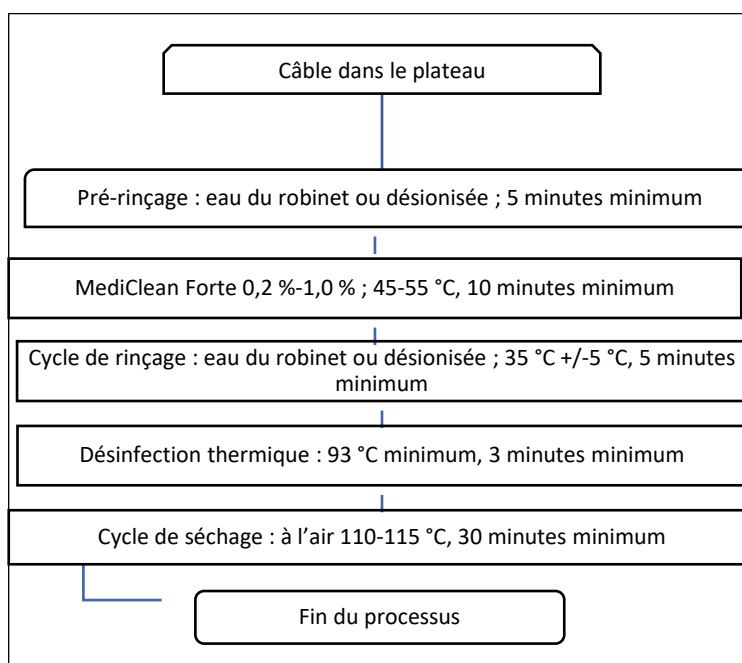 Câble dans le plateau
Pré-rinçage : eau du robinet ou désionisée ; 5 minutes minimum
MediClean Forte 0,2 %-1,0 % ; 45-55 °C, 10 minutes minimum
Cycle de rinçage : eau du robinet ou désionisée ; 35 °C +/-5 °C, 5 minutes
minimum
Désinfection thermique : 93 °C minimum, 3 minutes minimum
Cycle de séchage : à l’air 110-115 °C, 30 minutes minimum
Fin du processus